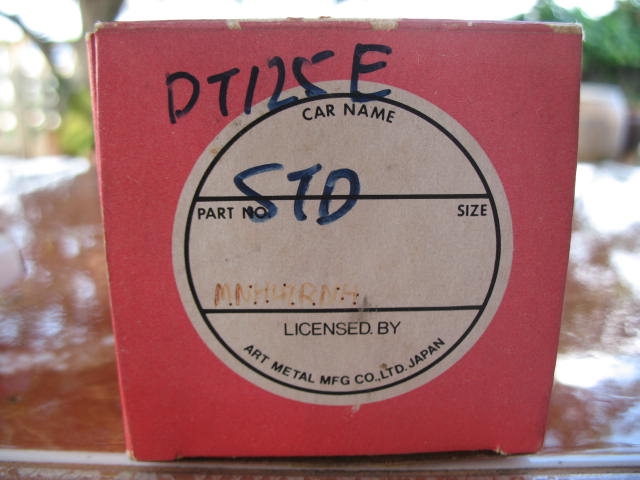 DT125E
CAR NAME
STD
PART NO. SIZE
LICENSED BY
ART METAL MFG CO., LTD. JAPAN